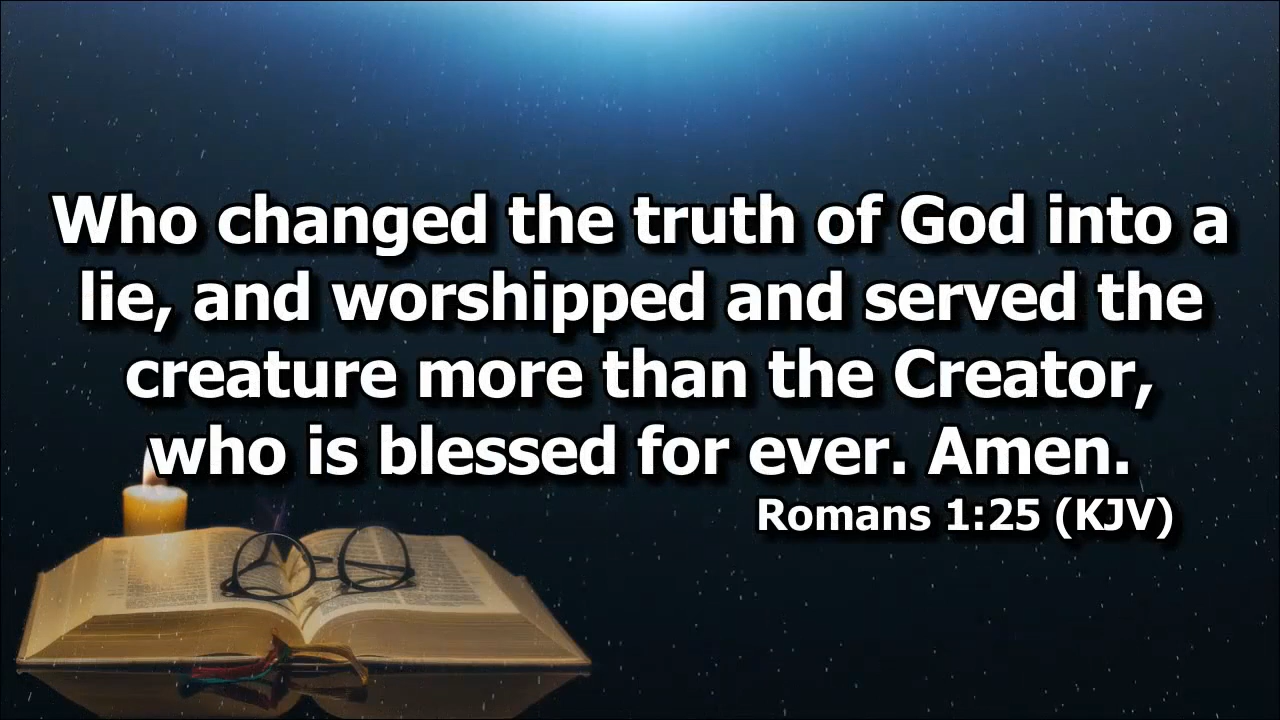 Who changed the truth of God into a
lie, and worshipped and served the
creature more than the Creator,
who is blessed for ever. Amen.
Romans 1:25 (KJV)